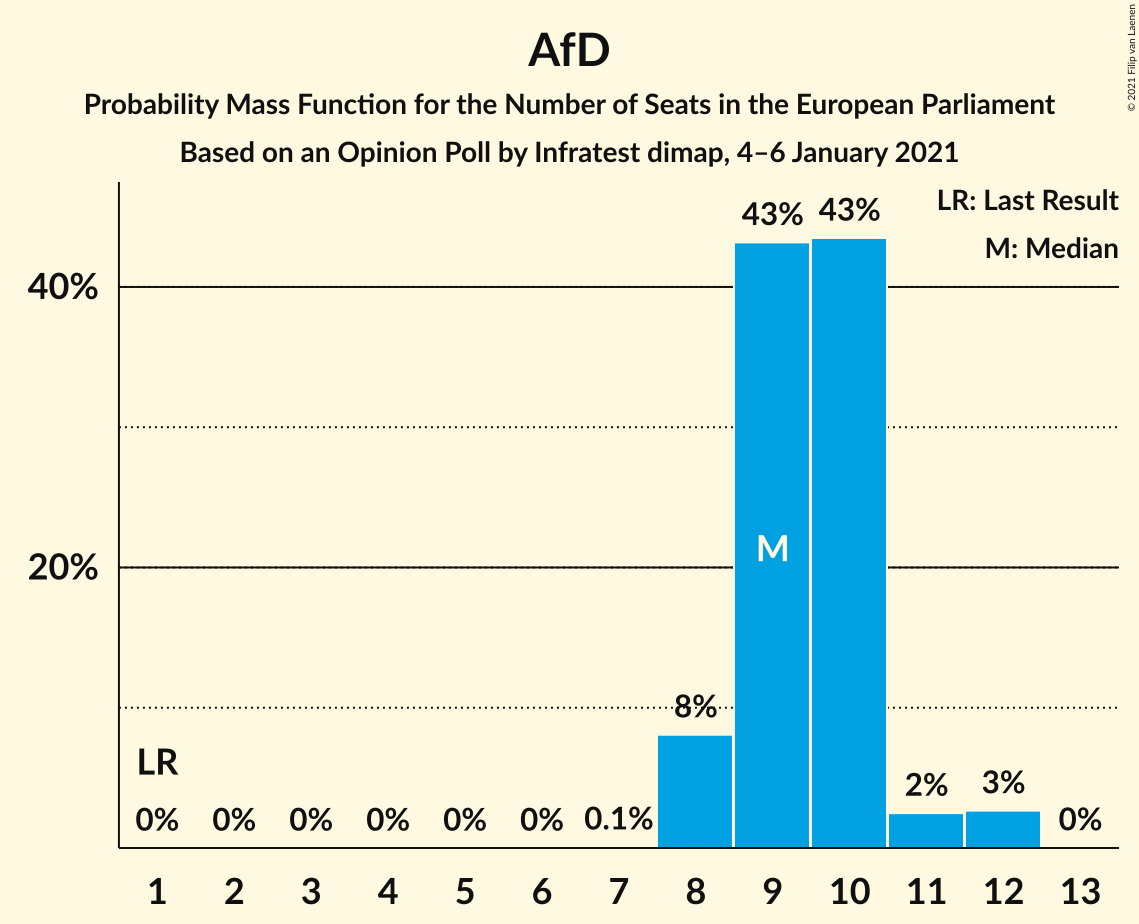 AfD
Probability Mass Function for the Number of Seats in the European Parliament
Based on an Opinion Poll by Infratest dimap, 4–6 January 2021
© 2021 Filip van Laenen
LR: Last Result
M: Median
43% 43%
40%
M
20%
8%
LR
2% 3%
0% 0% 0% 0% 0% 0% 0.1% 0%
1 2 3 4 5 6 7 8 9 10 11 12 13